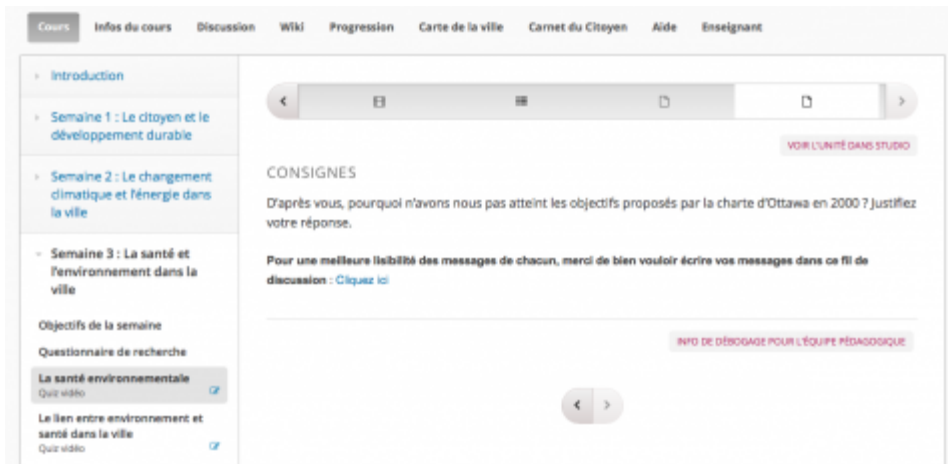 Cours Infos du cours Discussion Wiki Progression Carte de la ville Carnet du Citoyen Aide Enseignant
Introduction
Semaine 1 : Le citoyen et le
développement durable
Semaine 2 : Le changement
climatique et l'énergie dans
la ville
Semaine 3 : La santé et
l'environnement dans la
ville
Objectifs de la semaine
Questionnaire de recherche
La santé environnementale
Quiz vidéo
Le lien entre environnement et
santé dans la ville
Quiz vidéo
VOIR L'UNITÉ DANS STUDIO
CONSIGNES
D'après vous, pourquoi n'avons nous pas atteint les objectifs proposés par la charte d'Ottawa en 2000 ? Justifiez
votre réponse.
Pour une meilleure lisibilité des messages de chacun, merci de bien vouloir écrire vos messages dans ce fil de
discussion : Cliquez ici
INFO DE DÉBOGAGE POUR L'ÉQUIPE PÉDAGOGIQUE